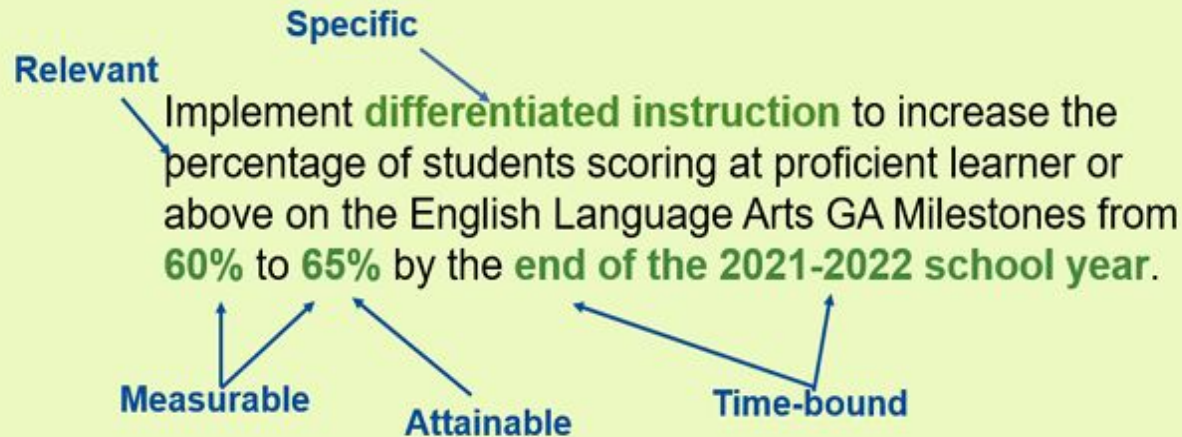 Specific
Relevant
Implement differentiated instruction to increase the
percentage of students scoring at proficient learner or
above on the English Language Arts GA Milestones from
60% to 65% by the end of the 2021-2022 school year.
Measurable
Attainable
Time-bound